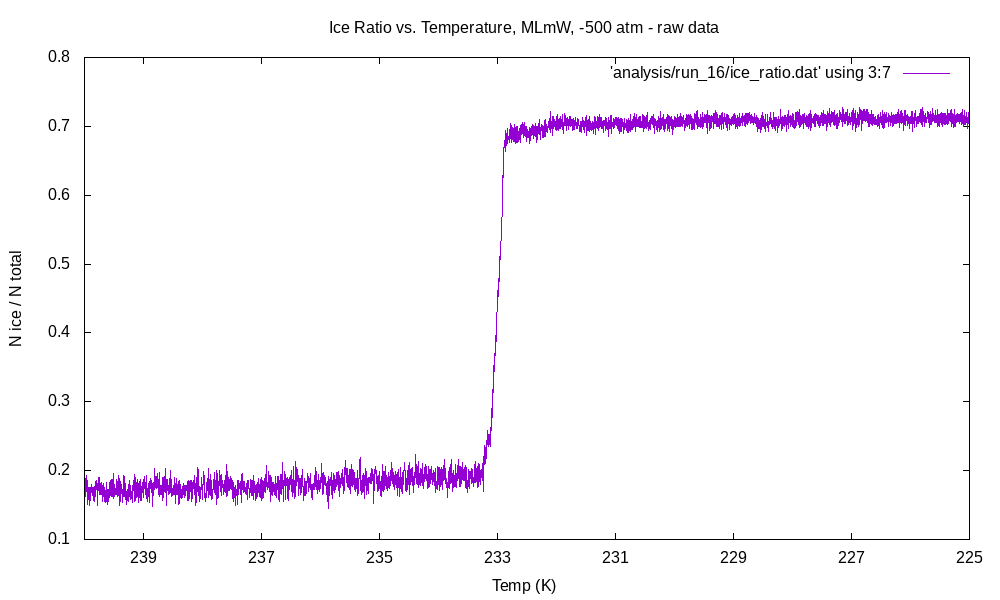 Ice Ratio vs. Temperature, MLmW, -500 atm - raw data
'analysis/run_16/ice_ratio.dat' using 3:7
N ice / N total
0.8
0.7
0.6
0.5
0.4
0.3
0.2
0.1
239 237 235 233 231 229 227 225
Temp (K)